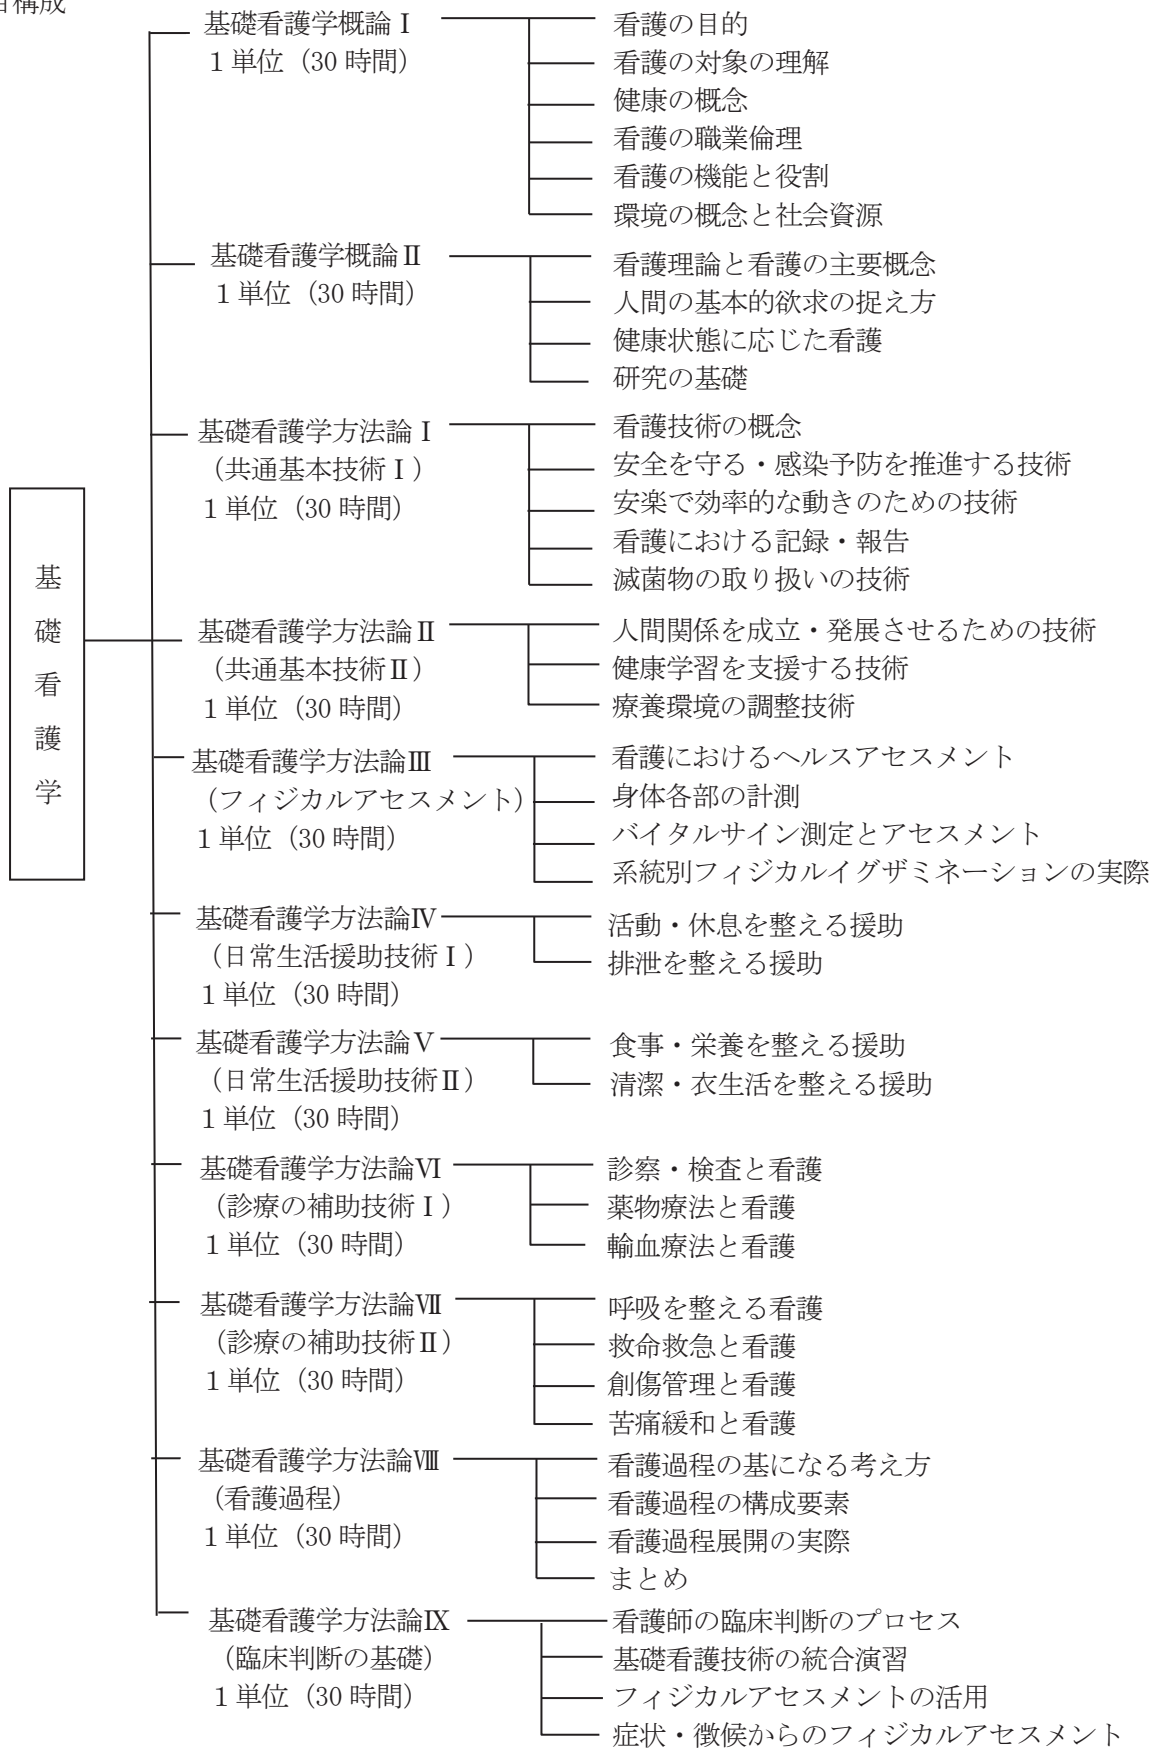 構成
基礎看護学
基礎看護学概論Ⅰ
１単位（30 時間）
看護の目的
看護の対象の理解
健康の概念
看護の職業倫理
看護の機能と役割
環境の概念と社会資源
基礎看護学概論Ⅱ
１単位（30 時間）
看護理論と看護の主要概念
人間の基本的欲求の捉え方
健康状態に応じた看護
研究の基礎
基礎看護学方法論Ⅰ
（共通基本技術Ⅰ）
１単位（30 時間）
看護技術の概念
安全を守る・感染予防を推進する技術
安楽で効率的な動きのための技術
看護における記録・報告
滅菌物の取り扱いの技術
基礎看護学方法論Ⅱ
（共通基本技術Ⅱ）
１単位（30 時間）
人間関係を成立・発展させるための技術
健康学習を支援する技術
療養環境の調整技術
基礎看護学方法論Ⅲ
（フィジカルアセスメント）
１単位（30 時間）
看護におけるヘルスアセスメント
身体各部の計測
バイタルサイン測定とアセスメント
系統別フィジカルイグザミネーションの実際
基礎看護学方法論Ⅳ
（日常生活援助技術Ⅰ）
１単位（30 時間）
活動・休息を整える援助
排泄を整える援助
基礎看護学方法論Ⅴ
（日常生活援助技術Ⅱ）
１単位（30 時間）
食事・栄養を整える援助
清潔・衣生活を整える援助
基礎看護学方法論Ⅵ
（診療の補助技術Ⅰ）
１単位（30 時間）
診察・検査と看護
薬物療法と看護
輸血療法と看護
基礎看護学方法論Ⅶ
（診療の補助技術Ⅱ）
１単位（30 時間）
呼吸を整える看護
救命救急と看護
創傷管理と看護
苦痛緩和と看護
基礎看護学方法論Ⅷ
（看護過程）
１単位（30 時間）
看護過程の基になる考え方
看護過程の構成要素
看護過程展開の実際
まとめ
基礎看護学方法論Ⅸ
（臨床判断の基礎）
１単位（30 時間）
看護師の臨床判断のプロセス
基礎看護技術の統合演習
フィジカルアセスメントの活用
症状・徴候からのフィジカルアセスメント